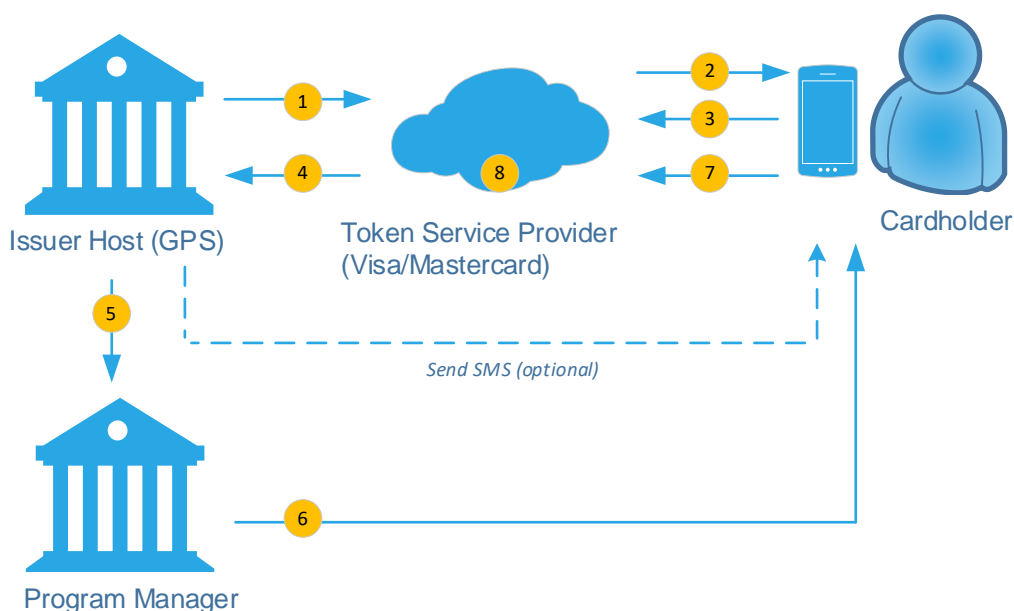 1
2
3
4
7
8
Issuer Host (GPS)
Token Service Provider
(Visa/Mastercard)
Cardholder
5
Send SMS (optional)
6
Program Manager